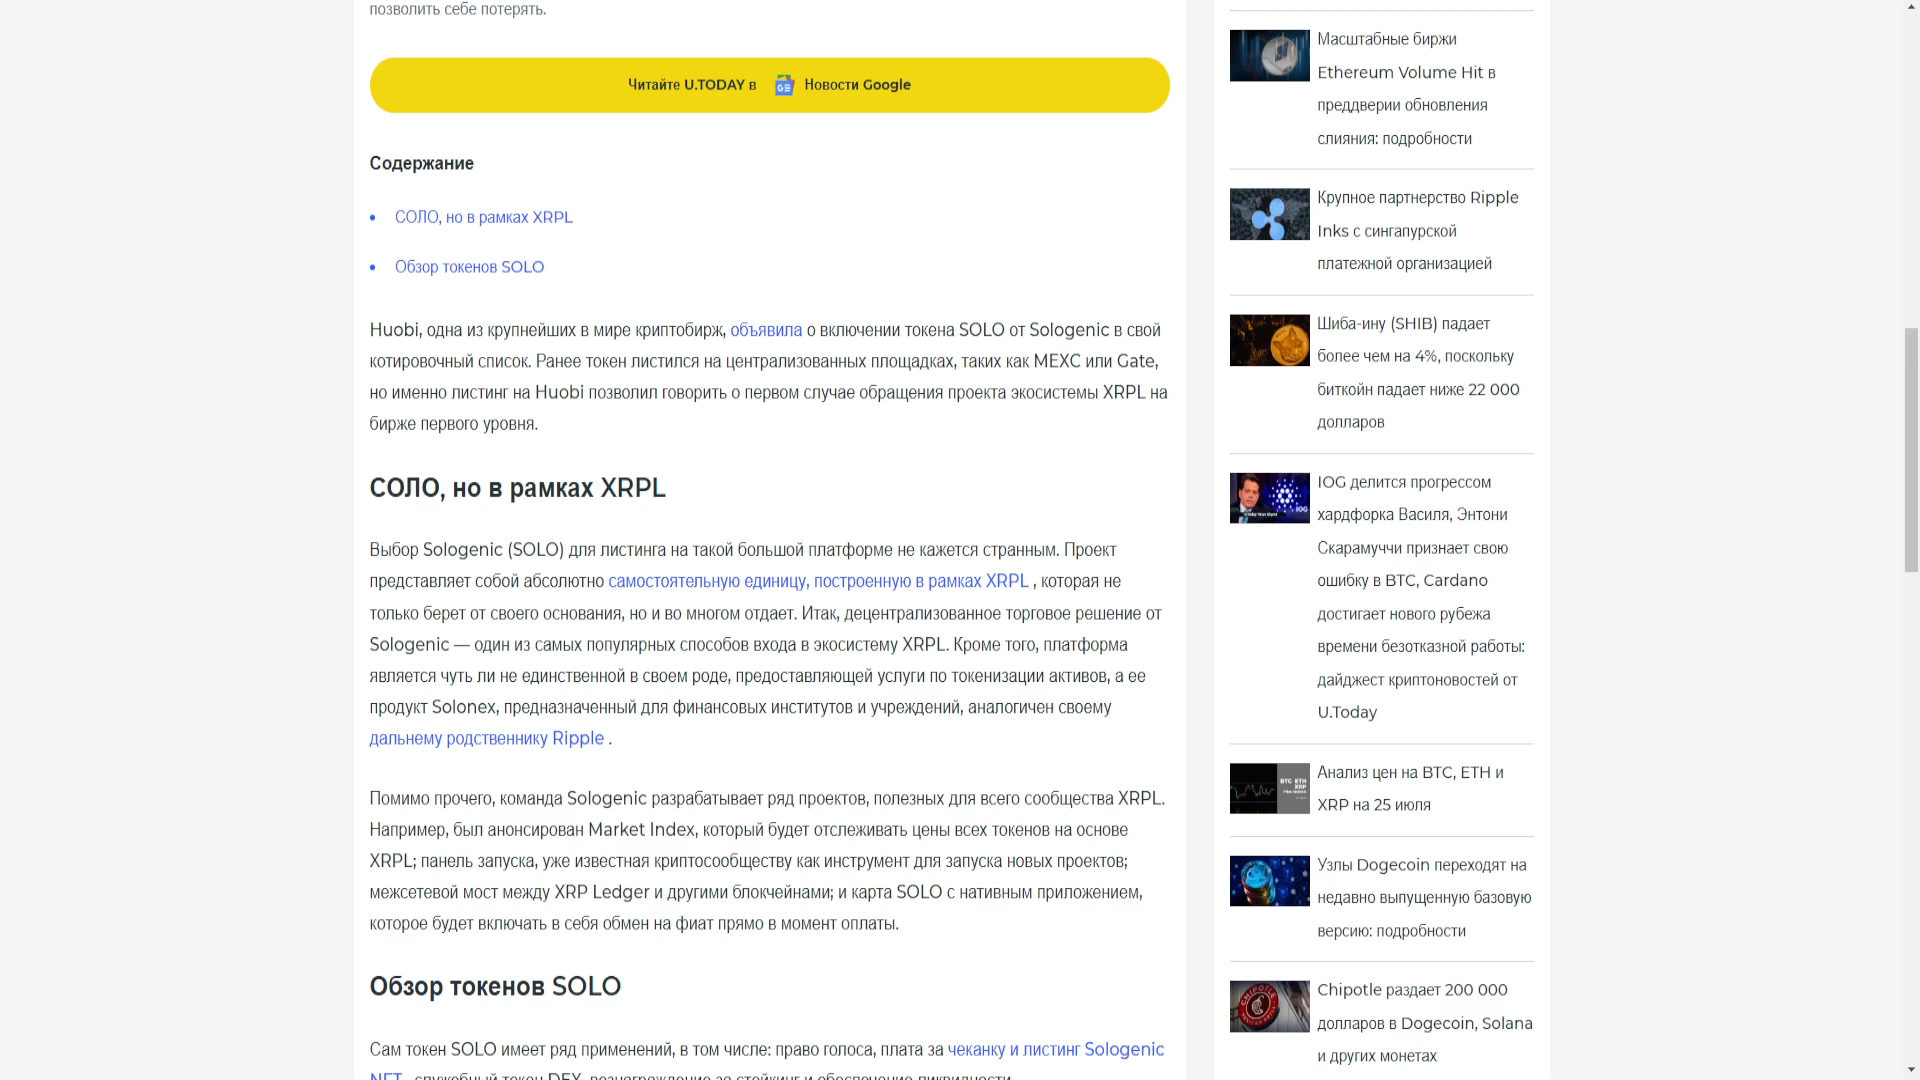 позволить себе потерять.
Читайте U.TODAY в Новости Google
Содержание
СОЛО, но в рамках XRPL
Обзор токенов SOLO
Huobi, одна из крупнейших в мире криптобирж, объявила о включении токена SOLO от Sologenic в свой
котировочный список. Ранее токен листился на централизованных площадках, таких как MEXC или Gate,
но именно листинг на Huobi позволил говорить о первом случае обращения проекта экосистемы XRPL на
бирже первого уровня.
СОЛО, но в рамках XRPL
Выбор Sologenic (SOLO) для листинга на такой большой платформе не кажется странным. Проект
представляет собой абсолютно самостоятельную единицу, построенную в рамках XRPL , которая не
только берет от своего основания, но и во многом отдает. Итак, децентрализованное торговое решение от
Sologenic — один из самых популярных способов входа в экосистему XRPL. Кроме того, платформа
является чуть ли не единственной в своем роде, предоставляющей услуги по токенизации активов, а ее
продукт Solonex, предназначенный для финансовых институтов и учреждений, аналогичен своему
дальнему родственнику Ripple .
Помимо прочего, команда Sologenic разрабатывает ряд проектов, полезных для всего сообщества XRPL.
Например, был анонсирован Market Index, который будет отслеживать цены всех токенов на основе
XRPL; панель запуска, уже известная криптосообществу как инструмент для запуска новых проектов;
межсетевой мост между XRP Ledger и другими блокчейнами; и карта SOLO с нативным приложением,
которое будет включать в себя обмен на фиат прямо в момент оплаты.
Обзор токенов SOLO
Сам токен SOLO имеет ряд применений, в том числе: право голоса, плата за чеканку и листинг Sologenic
NFT , служебный токен DEX, вознаграждение за стейкинг и обеспечение ликвидности.
Масштабные биржи
Ethereum Volume Hit в
преддверии обновления
слияния: подробности
Крупное партнерство Ripple
Inks с сингапурской
платежной организацией
Шиба-ину (SHIB) падает
более чем на 4%, поскольку
биткойн падает ниже 22 000
долларов
IOG делится прогрессом
хардфорка Василя, Энтони
Скарамуччи признает свою
ошибку в BTC, Cardano
достигает нового рубежа
времени безотказной работы:
дайджест криптоновостей от
U.Today
Анализ цен на BTC, ETH и
XRP на 25 июля
Узлы Dogecoin переходят на
недавно выпущенную базовую
версию: подробности
Chipotle раздает 200 000
долларов в Dogecoin, Solana
и других монетах